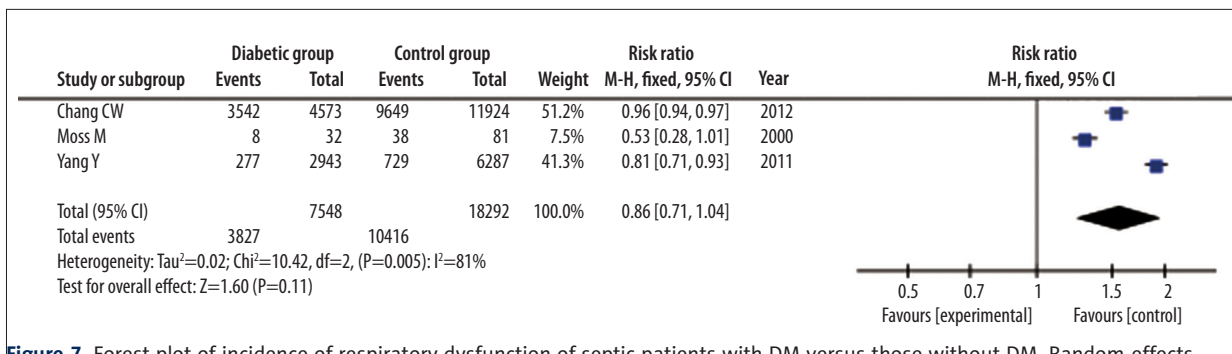 Diabetic group Control group Risk ratio Risk ratio
Study or subgroup Events Total Events Total Weight M-H, fixed, 95% CI Year M-H, fixed, 95% CI
Chang CW 3542 4573 9649 11924 51.2% 0.96 [0.94, 0.97] 2012
Moss M 8 32 38 81 7.5% 0.53 [0.28, 1.01] 2000
Yang Y 277 2943 729 6287 41.3% 0.81 [0.71, 0.93] 2011
Total (95% CI) 7548 18292 100.0% 0.86 [0.71, 1.04]
Total events 3827 10416
Heterogeneity: Tau²=0.02; Chi²=10.42, df=2, (P=0.005): I²=81%
Test for overall effect: Z=1.60 (P=0.11)
0.5 0.7 1 1.5 2
Favours [experimental] Favours [control]
Figure 7. Forest plot of incidence of respiratory dysfunction of septic patients with DM versus those without DM. Random effects